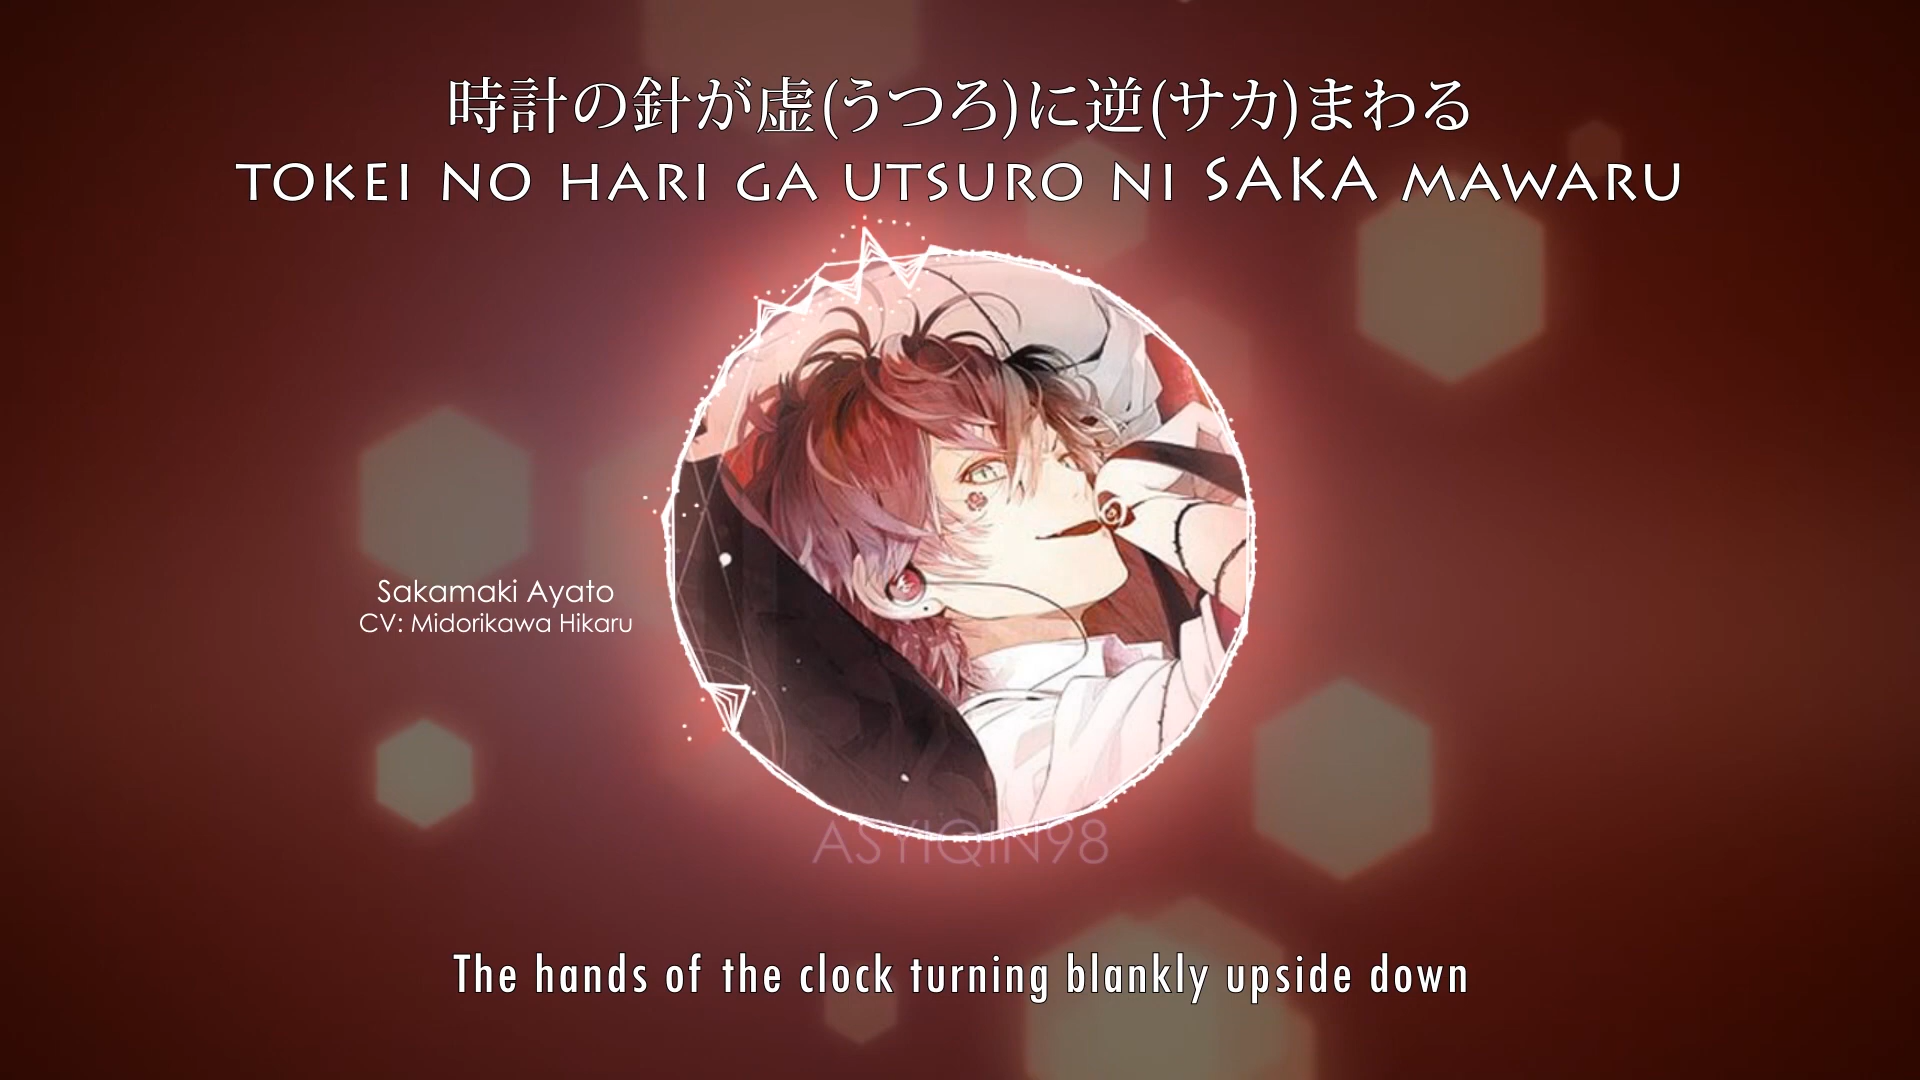 時計の針が虚(うつろ)に逆(サカ)まわる
TOKEI NO HARI GA UTSURO NI SAKA MAWARU
Sakamaki Ayato
CV: Midorikawa Hikaru
ASYIQIN98
The hands of the clock turning blankly upside down